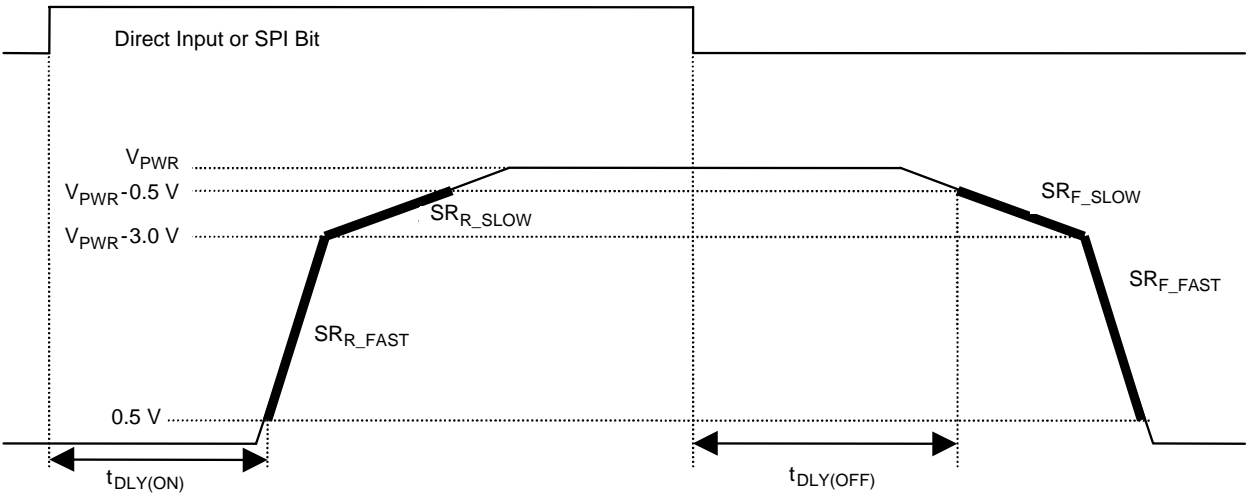 Direct Input or SPI Bit
VPWR
VPWR-0.5 V
SRR_SLOW
SRF_SLOW
VPWR-3.0 V
SRF_FAST
SRR_FAST
0.5 V
tDLY(ON)
tDLY(OFF)